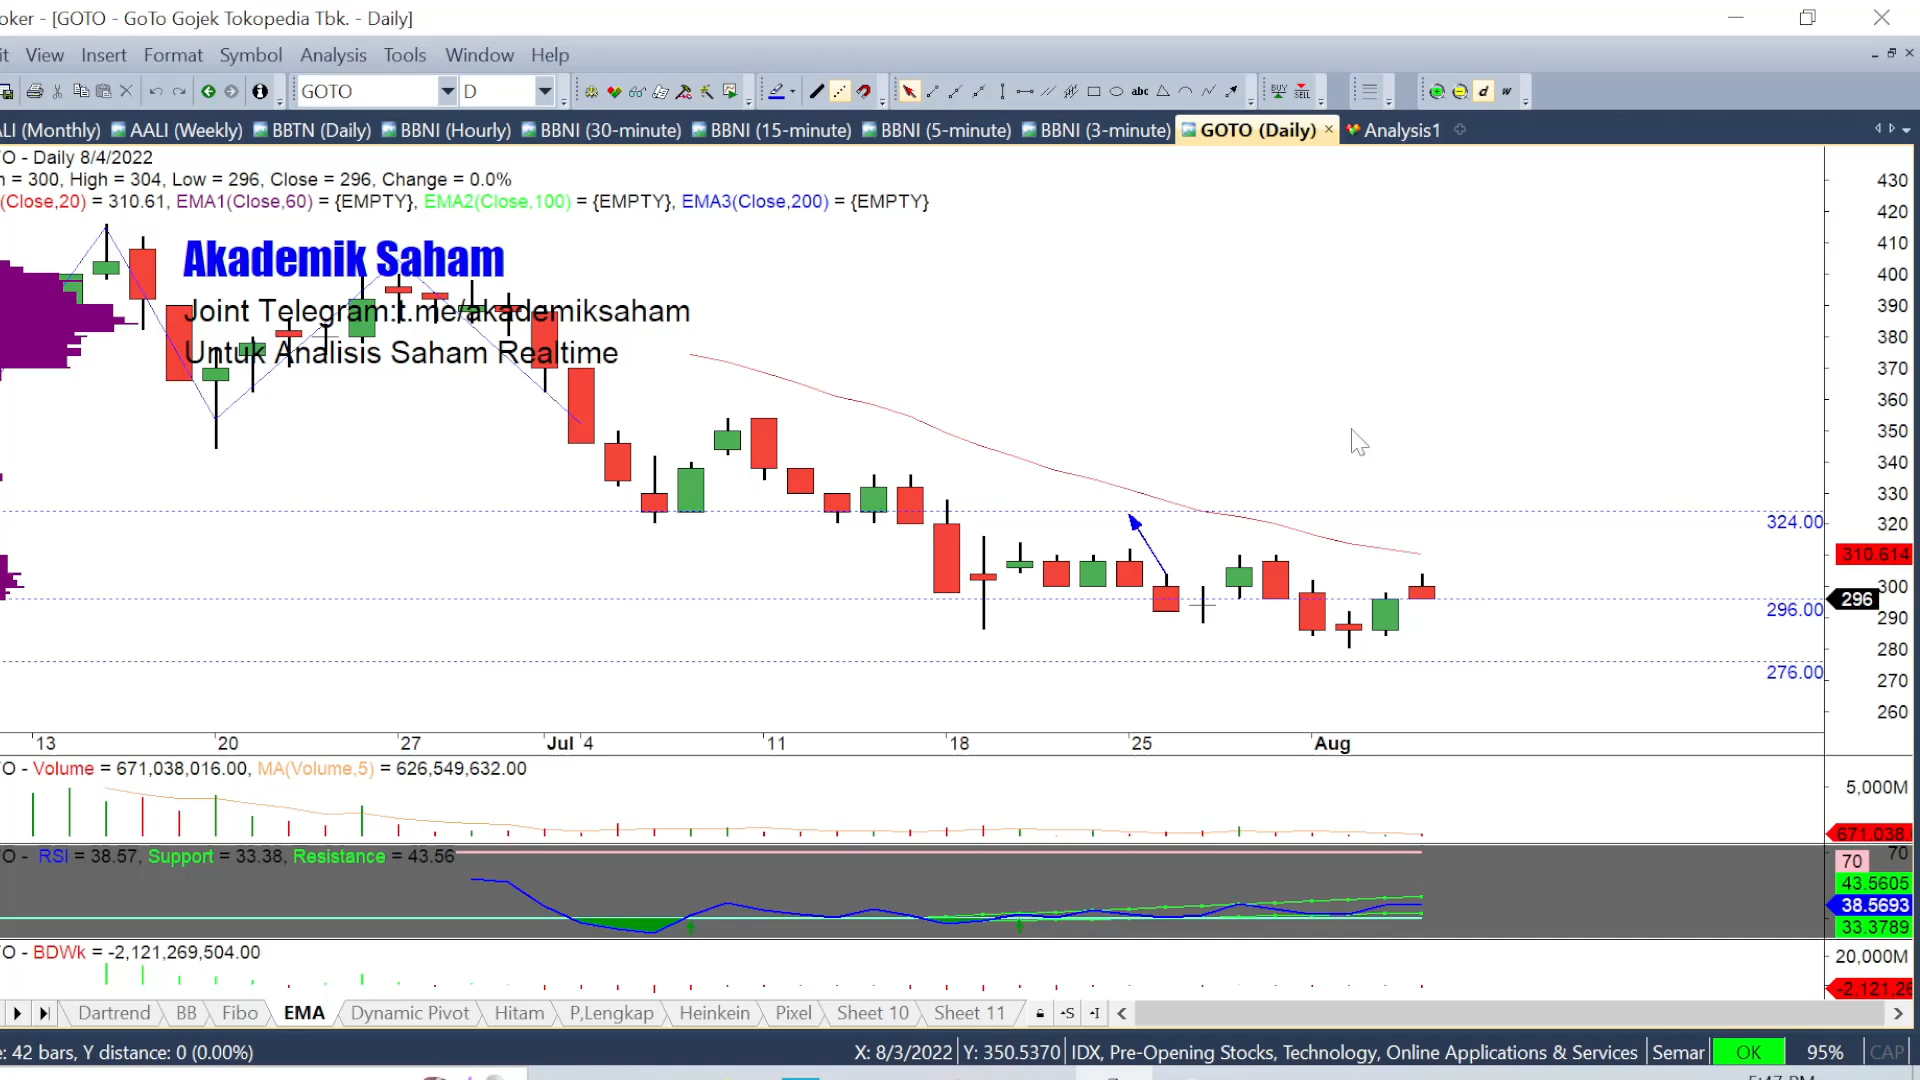 oker - [GOTO - GoTo Gojek Tokopedia Tbk. - Daily]
it View Insert Format Symbol Analysis Tools Window Help
GOTO D abc BUY SELL d w
ALI (Monthly) AALI (Weekly) BBTN (Daily) BBNI (Hourly) BBNI (30-minute) BBNI (15-minute) BBNI (5-minute) BBNI (3-minute) GOTO (Daily) Analysis1
O - Daily 8/4/2022
n = 300, High = 304, Low = 296, Close = 296, Change = 0.0%
(Close,20) = 310.61, EMA1(Close,60) = {EMPTY}, EMA2(Close,100) = {EMPTY}, EMA3(Close,200) = {EMPTY}
Akademik Saham
Joint Telegram:t.me/akademiksaham
Untuk Analisis Saham Realtime
430
420
410
400
390
380
370
360
350
340
330
324.00
320
310.614
300
296
296.00
290
280
276.00
270
260
13 20 27 Jul 4 11 18 25 Aug
O - Volume = 671,038,016.00, MA(Volume,5) = 626,549,632.00
5,000M
671.038.
O - RSI = 38.57, Support = 33.38, Resistance = 43.56
70 70
43.5605
38.5693
33.3789
O - BDWk = -2,121,269,504.00
20,000M
-2,121,26
Dartrend BB Fibo EMA Dynamic Pivot Hitam P,Lengkap Heinkein Pixel Sheet 10 Sheet 11 -S -I
e: 42 bars, Y distance: 0 (0.00%) X: 8/3/2022 Y: 350.5370 IDX, Pre-Opening Stocks, Technology, Online Applications & Services Semar OK 95% CAP